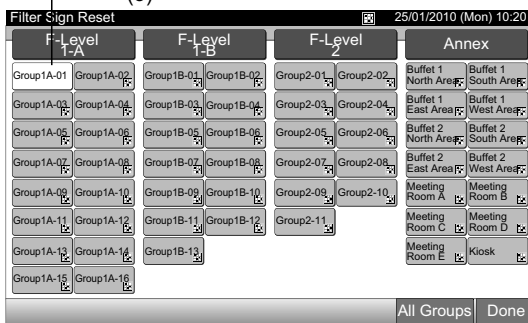 (3)
Filter Sign Reset 25/01/2010 (Mon) 10:20
F-Level 1-A F-Level 1-B F-Level 2 Annex
Group1A-01 Group1A-02 Group1B-01 Group1B-02 Group2-01 Group2-02 Buffet 1 North Area Buffet 1 South Area
Group1A-03 Group1A-04 Group1B-03 Group1B-04 Group2-03 Group2-04 Buffet 1 East Area Buffet 1 West Area
Group1A-05 Group1A-06 Group1B-05 Group1B-06 Group2-05 Group2-06 Buffet 2 North Area Buffet 2 South Area
Group1A-07 Group1A-08 Group1B-07 Group1B-08 Group2-07 Group2-08 Buffet 2 East Area Buffet 2 West Area
Group1A-09 Group1A-10 Group1B-09 Group1B-10 Group2-09 Group2-10 Meeting Room A Meeting Room B
Group1A-11 Group1A-12 Group1B-11 Group1B-12 Group2-11 Meeting Room C Meeting Room D
Group1A-13 Group1A-14 Group1B-13 Meeting Room E Kiosk
Group1A-15 Group1A-16
All Groups Done